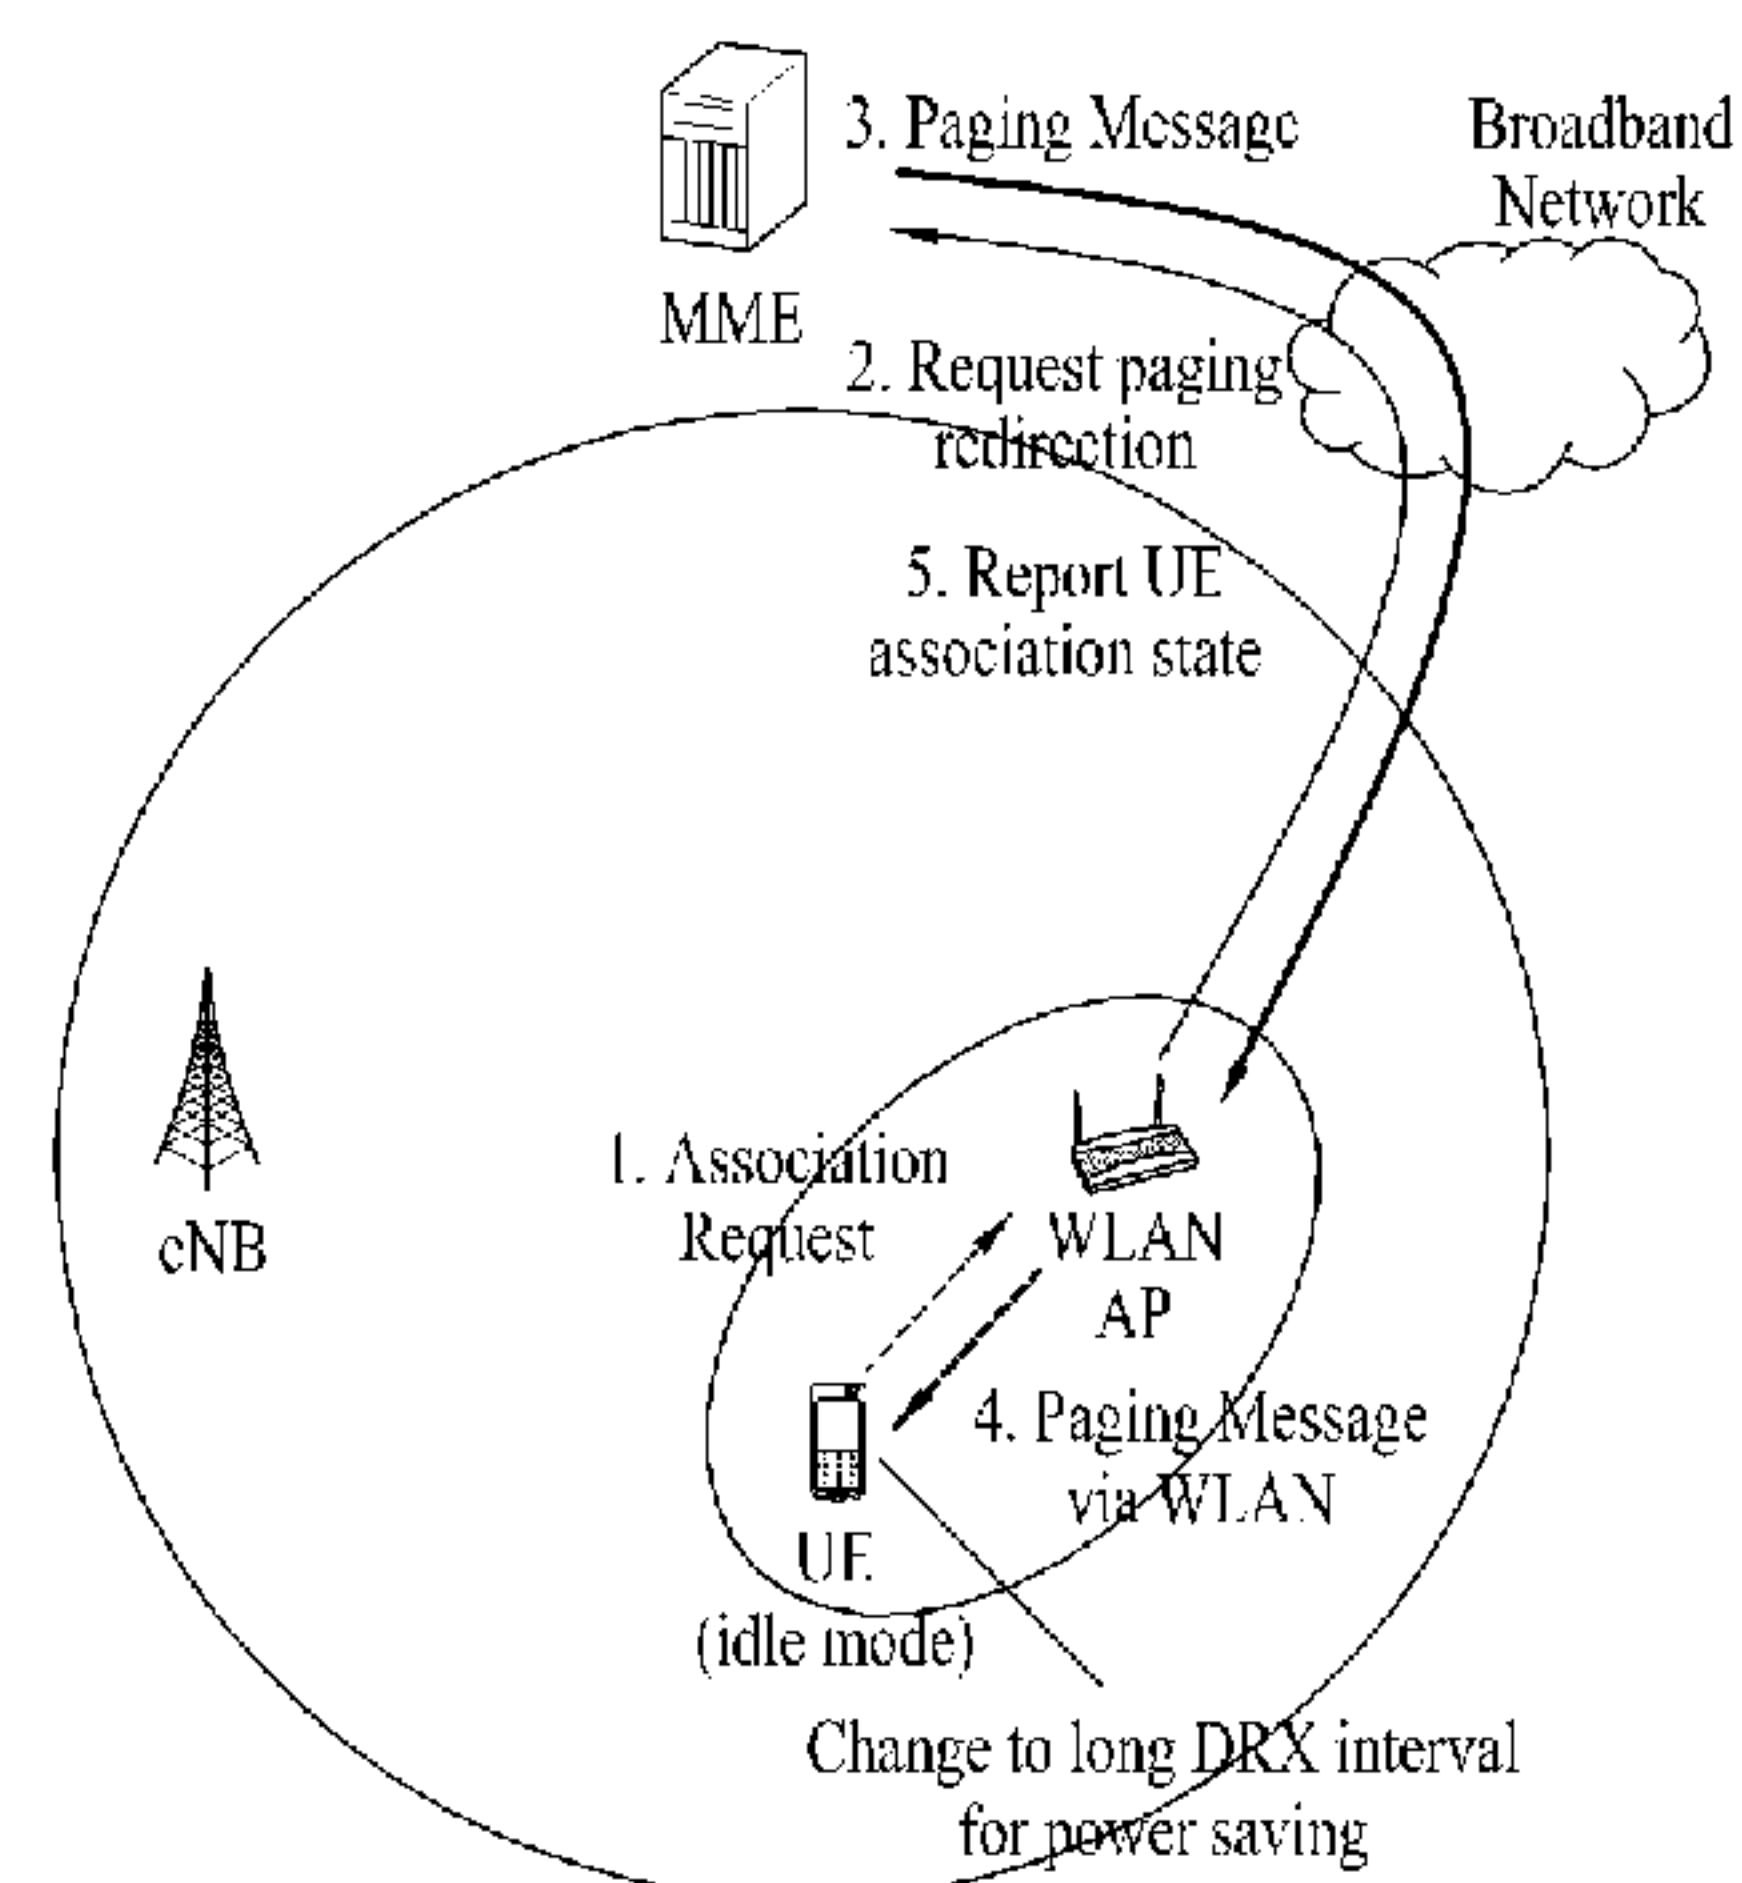 3. Paging Message
Broadband
Network
MME
2. Request paging
redirection
5. Report UE
association state
1. Association
Request
eNB
WLAN
AP
4. Paging Message
via WLAN
UE
(idle mode)
Change to long DRX interval
for power saving